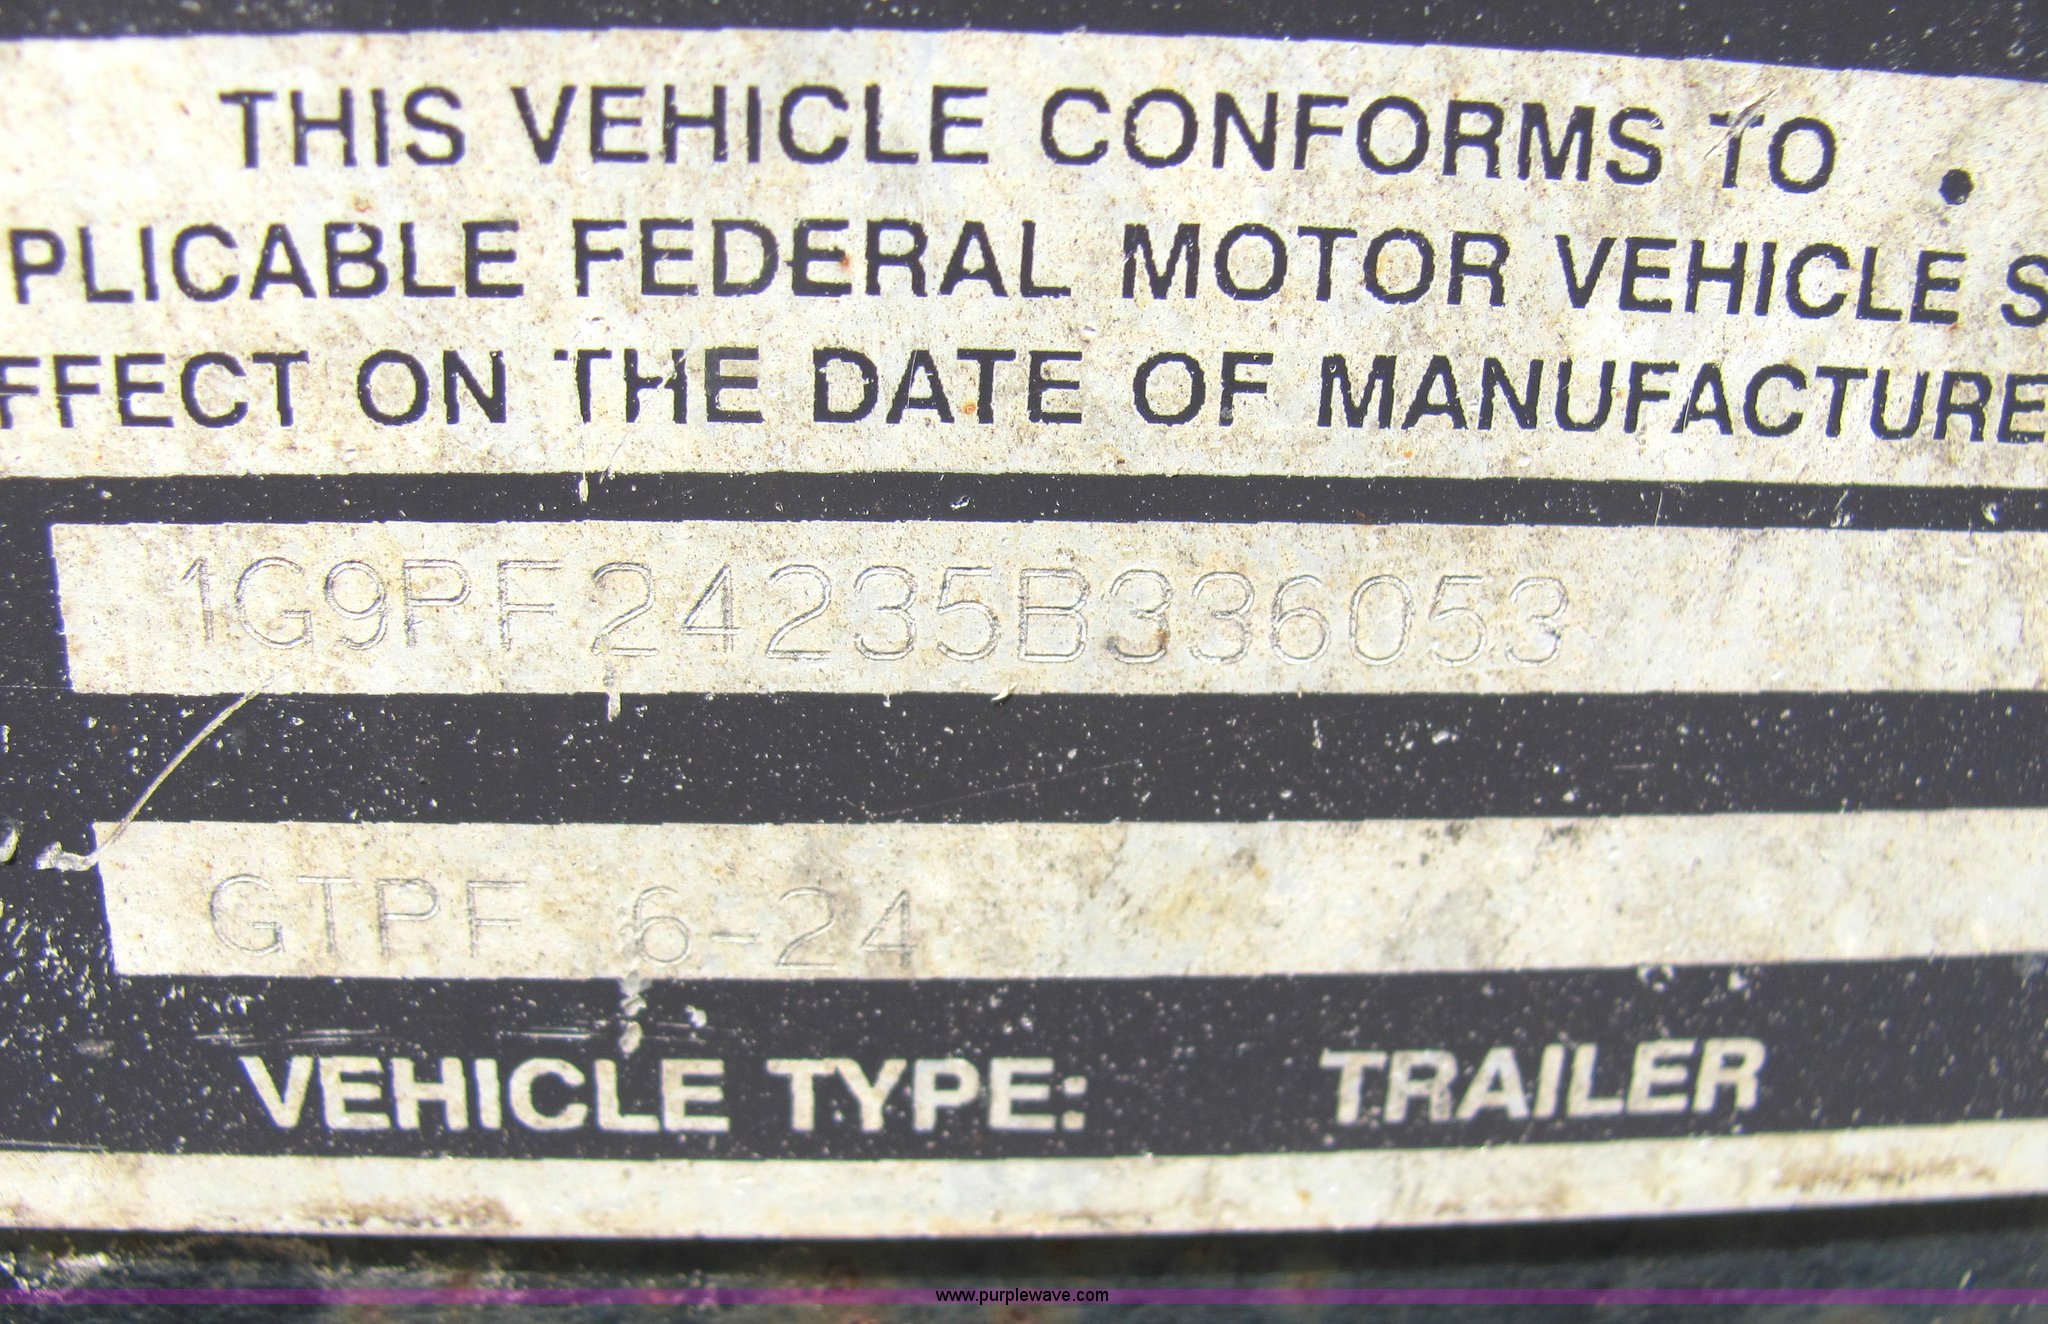 THIS VEHICLE CONFORMS TO .
PLICABLE FEDERAL MOTOR VEHICLE S
FFECT ON THE DATE OF MANUFACTURE
1G9PF24235B336053
GTPF 6-24
VEHICLE TYPE: TRAILER
www.purplewave.com